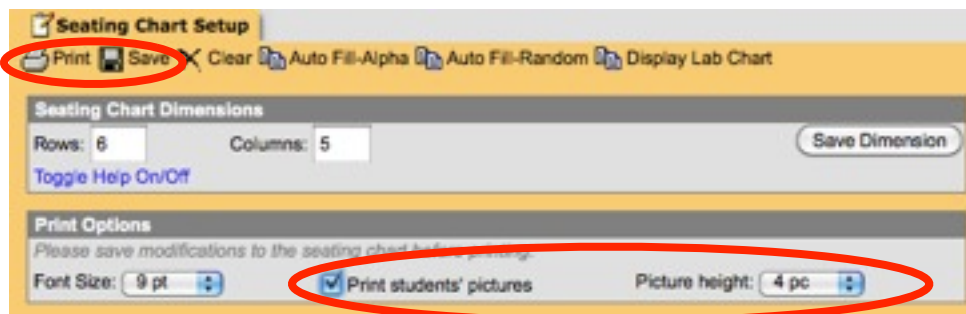 Seating Chart Setup
Print Save Clear Auto Fill-Alpha Auto Fill-Random Display Lab Chart
Seating Chart Dimensions
Rows: 6 Columns: 5 Save Dimension
Toggle Help On/Off
Print Options
Please save modifications to the seating chart before printing.
Font Size: 9 pt Print students' pictures Picture height: 4 pc